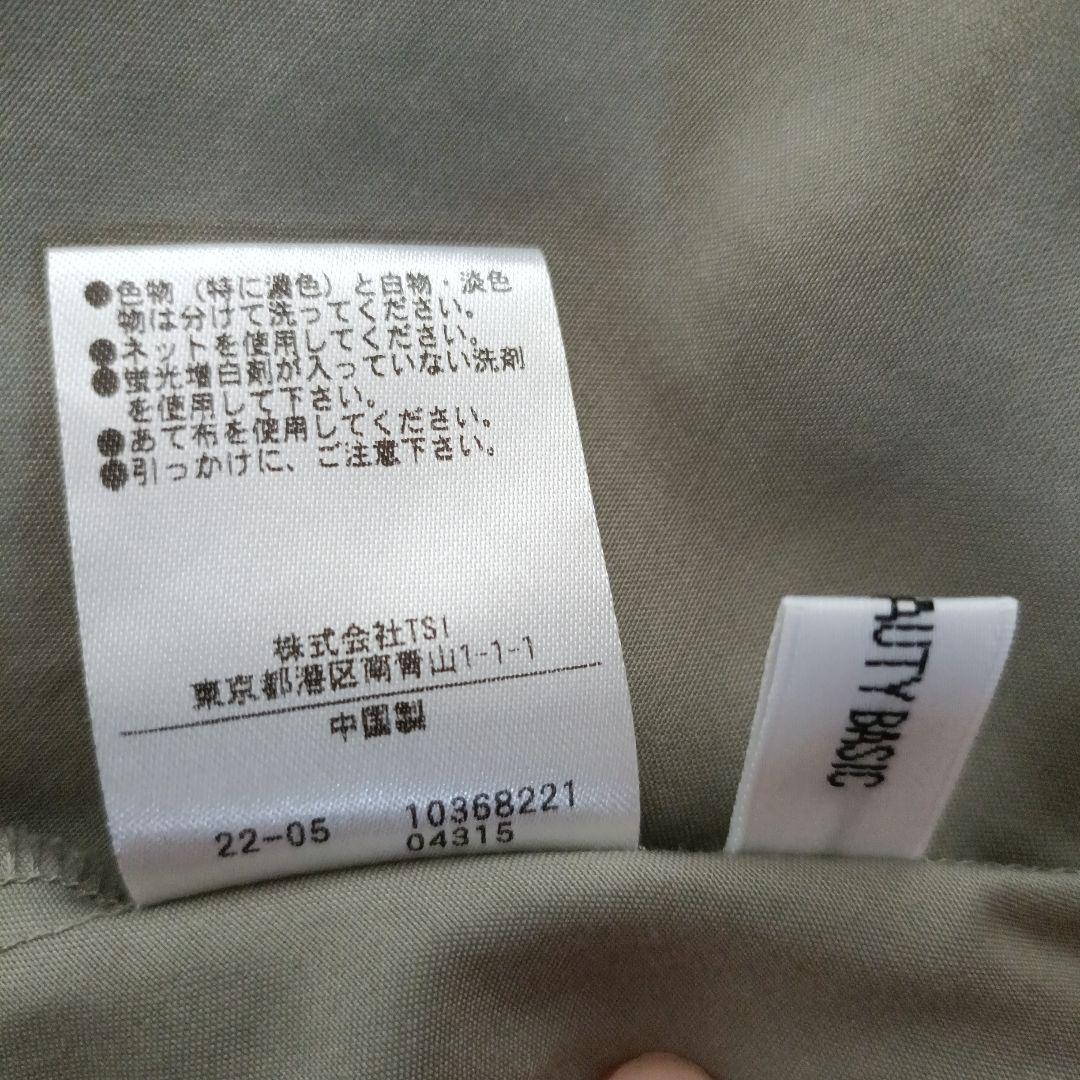 ●色物（特に濃色）と白物・淡色
物は分けて洗ってください。
●ネットを使用してください。
●蛍光増白剤が入っていない洗剤
を使用して下さい。
●あて布を使用してください。
●引っかけに、ご注意下さい。
株式会社TSI
東京都港区南青山1-1-1
中国製
22-05 10368221
04315
AUTY BASIC